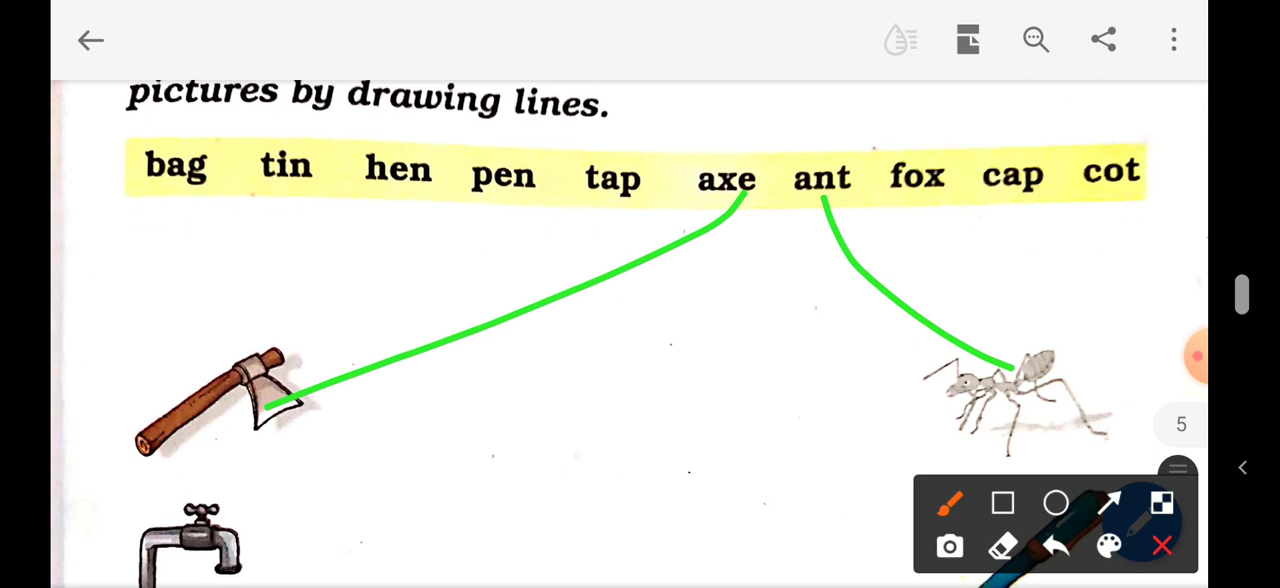 pictures by drawing lines.
bag tin hen pen tap axe ant fox cap cot
5